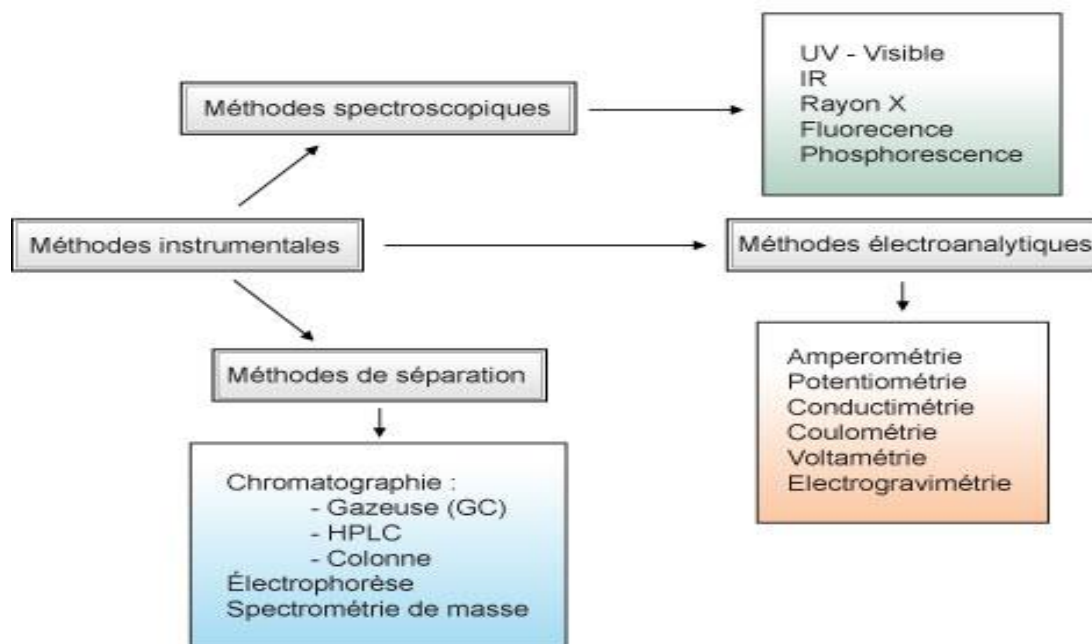 UV - Visible
IR
Rayon X
Fluorecence
Phosphorescence
Méthodes spectroscopiques
Méthodes instrumentales
Méthodes électroanalytiques
Méthodes de séparation
Amperométrie
Potentiométrie
Conductimétrie
Coulométrie
Voltamétrie
Electrogravimétrie
Chromatographie :
- Gazeuse (GC)
- HPLC
- Colonne
Électrophorèse
Spectrométrie de masse